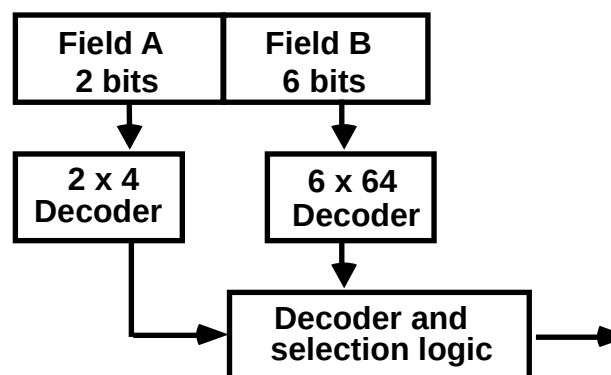 Field A
2 bits
Field B
6 bits
2 x 4
Decoder
6 x 64
Decoder
Decoder and
selection logic